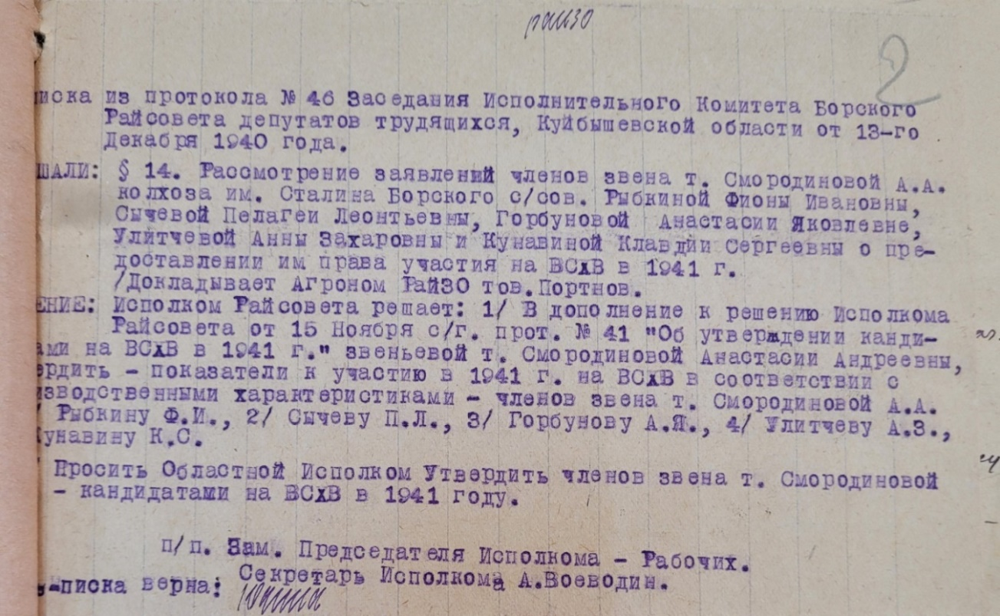 райзо
2
иска из протокола № 46 Заседания Исполнительного Комитета Борского
Райсовета депутатов трудящихся, Куйбышевской области от 13-го
Декабря 1940 года.
ШАЛИ: § 14. Рассмотрение заявлений членов звена т. Смородиновой А.А.
колхоза им. Сталина Борского с/сов. Рыбкиной Фионы Ивановны,
Сычевой Пелагеи Леонтьевны, Горбуновой Анастасии Яковлевне,
Улитчевой Анны Захаровны и Кунавиной Клавдии Сергеевны о пре-
доставлении им права участия на ВСХВ в 1941 г.
/Докладывает Агроном РайЗО тов.Портнов.
ЕНИЕ: Исполком Райсовета решает: 1/ В дополнение к решению Исполкома
Райсовета от 15 Ноября с/г. прот. № 41 "Об утверждении канди-
ами на ВСХВ в 1941 г." звеньевой т. Смородиновой Анастасии Андреевны,
ердить - показатели к участию в 1941 г. на ВСХВ в соответствии с
изводственными характеристиками - членов звена т. Смородиновой А.А.
/ Рыбкину Ф.И., 2/ Сычеву П.Л., 3/ Горбунову А.Я., 4/ Улитчеву А.З.,
Кунавину К.С.
Просить Областной Исполком Утвердить членов звена т. Смородиновой
- кандидатами на ВСХВ в 1941 году.
п/п. Зам. Председателя Исполкома - Рабочих.
Секретарь Исполкома А.Воеводин.
писка верна: